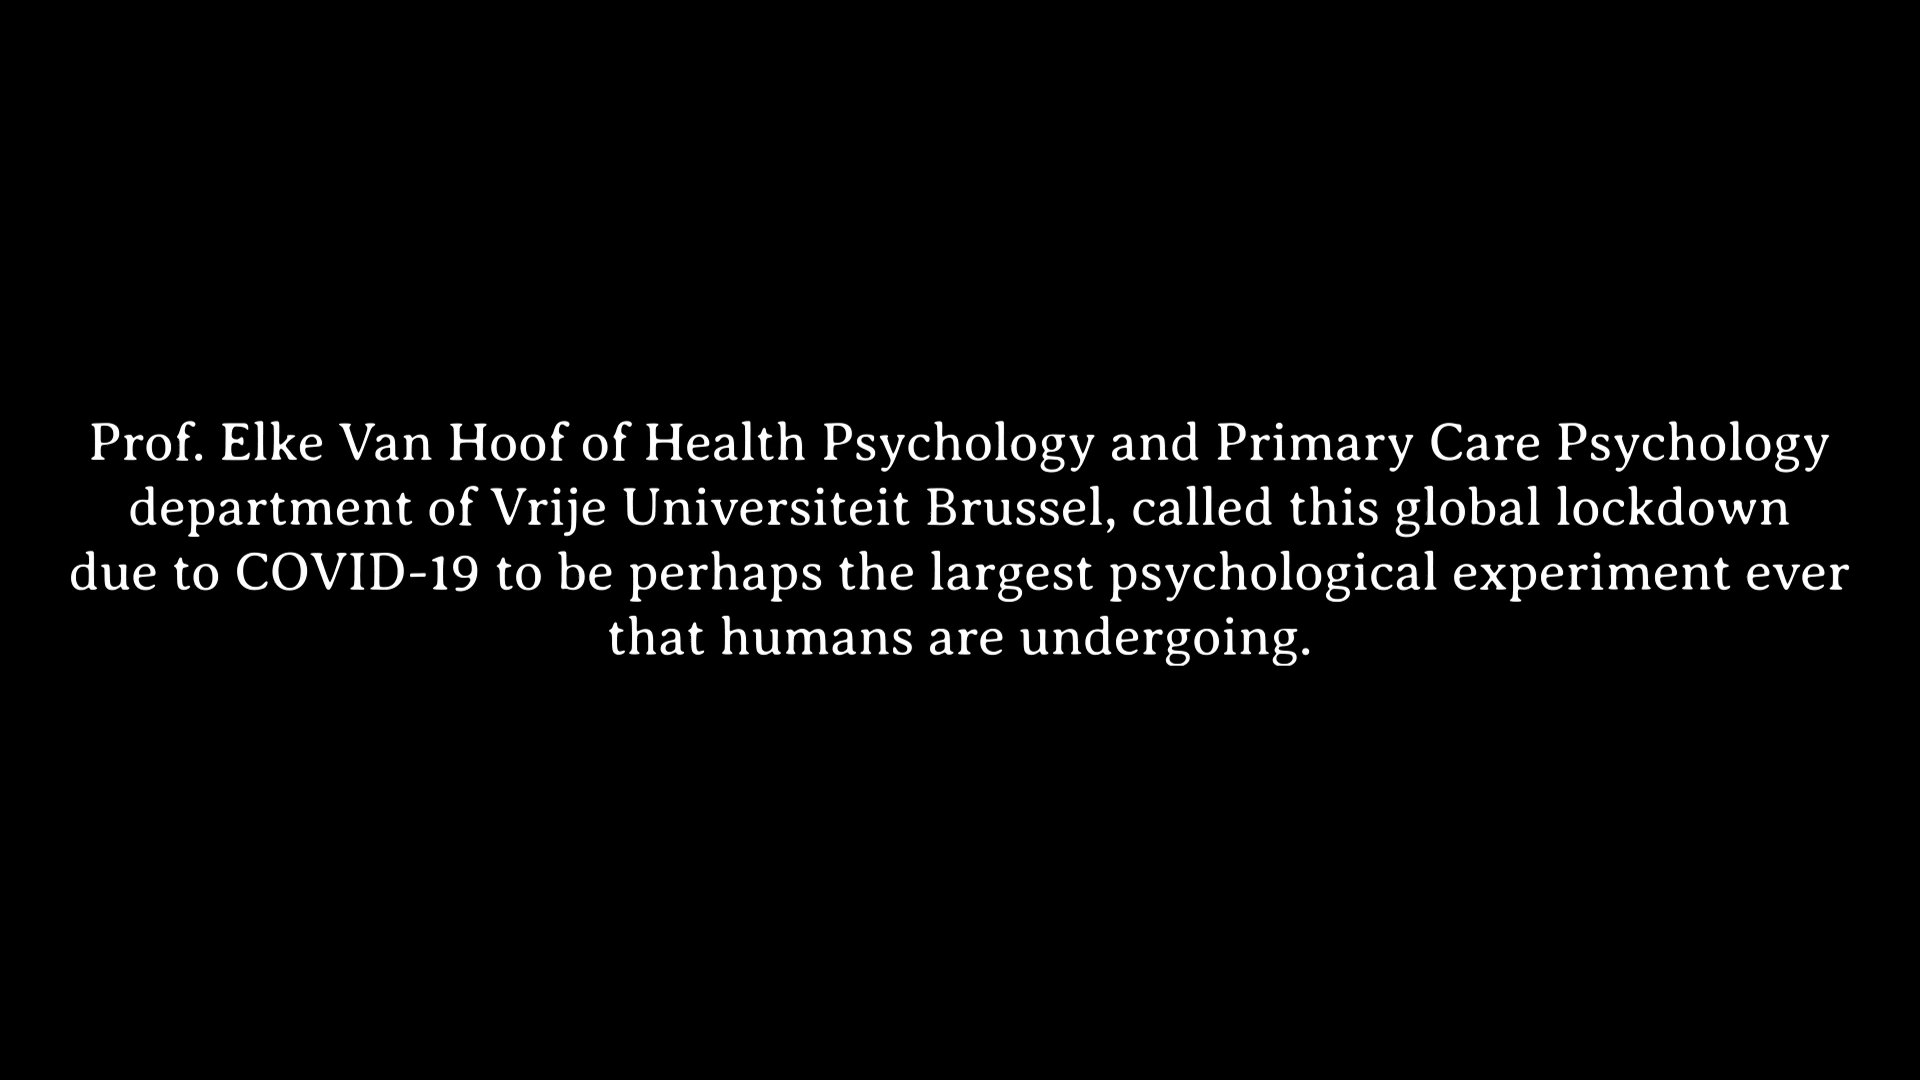 Prof. Elke Van Hoof of Health Psychology and Primary Care Psychology
department of Vrije Universiteit Brussel, called this global lockdown
due to COVID-19 to be perhaps the largest psychological experiment ever
that humans are undergoing.